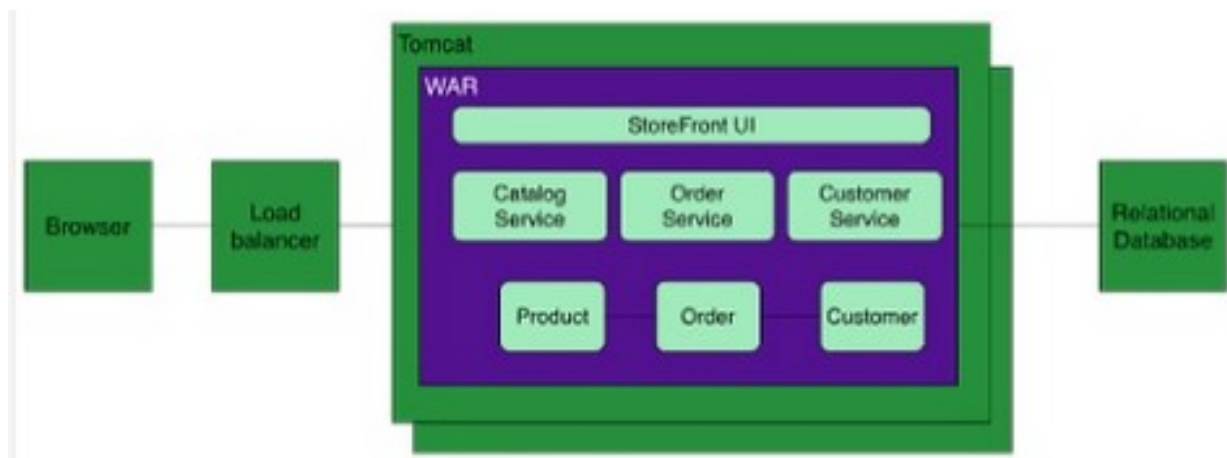 Tomcat
WAR
StoreFront UI
Catalog
Service
Order
Service
Customer
Service
Browser
Load
balancer
Relational
Database
Product
Order
Customer